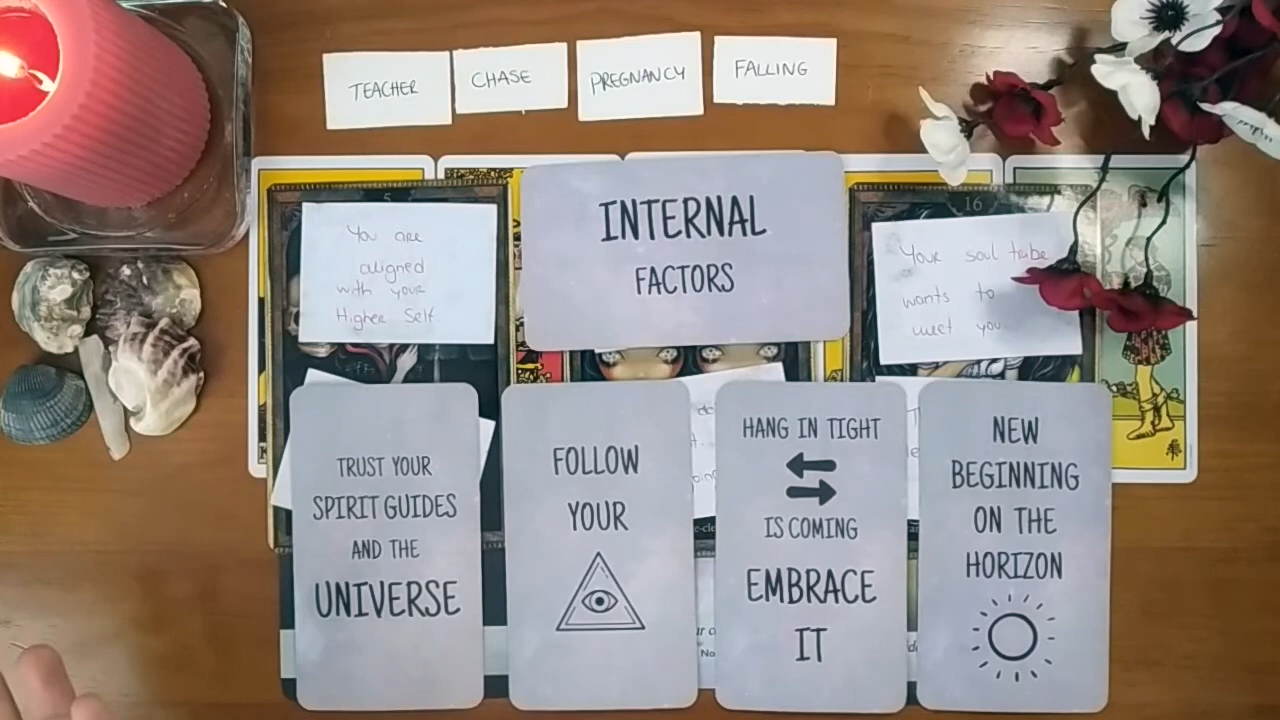 TEACHER
CHASE
PREGNANCY
FALLING
5
16
You are
aligned
with your
Higher Self
INTERNAL
FACTORS
Your soul tribe
wants to
meet you
TRUST YOUR
SPIRIT GUIDES
AND THE
UNIVERSE
FOLLOW
YOUR
HANG IN TIGHT
IS COMING
EMBRACE
IT
NEW
BEGINNING
ON THE
HORIZON
No